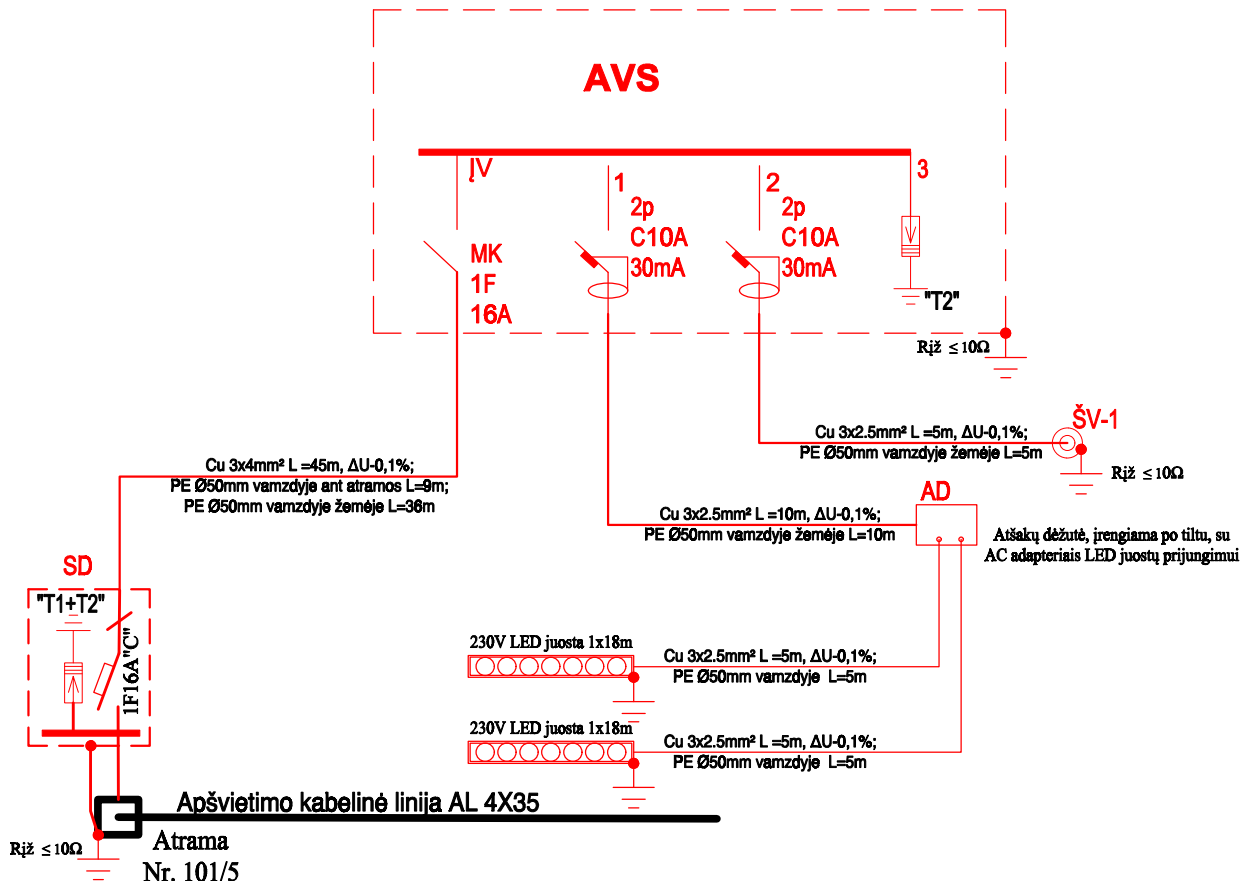 AVS
ĮV
MK
1F
16A
1
2p
C10A
30mA
2
2p
C10A
30mA
3
"T2"
Rįž ≤ 10Ω
ŠV-1
Cu 3x2.5mm² L =5m, ΔU-0,1%;
PE Ø50mm vamzdyje žemėje L=5m
Rįž ≤ 10Ω
Cu 3x4mm² L =45m, ΔU-0,1%;
PE Ø50mm vamzdyje ant atramos L=9m;
PE Ø50mm vamzdyje žemėje L=36m
AD
Cu 3x2.5mm² L =10m, ΔU-0,1%;
PE Ø50mm vamzdyje žemėje L=10m
Atšakų dėžutė, įrengiama po tiltu, su
AC adapteriais LED juostų prijungimui
SD
"T1+T2"
1F16A"C"
230V LED juosta 1x18m
Cu 3x2.5mm² L =5m, ΔU-0,1%;
PE Ø50mm vamzdyje L=5m
230V LED juosta 1x18m
Cu 3x2.5mm² L =5m, ΔU-0,1%;
PE Ø50mm vamzdyje L=5m
Apšvietimo kabelinė linija AL 4X35
Atrama
Nr. 101/5
Rįž ≤ 10Ω